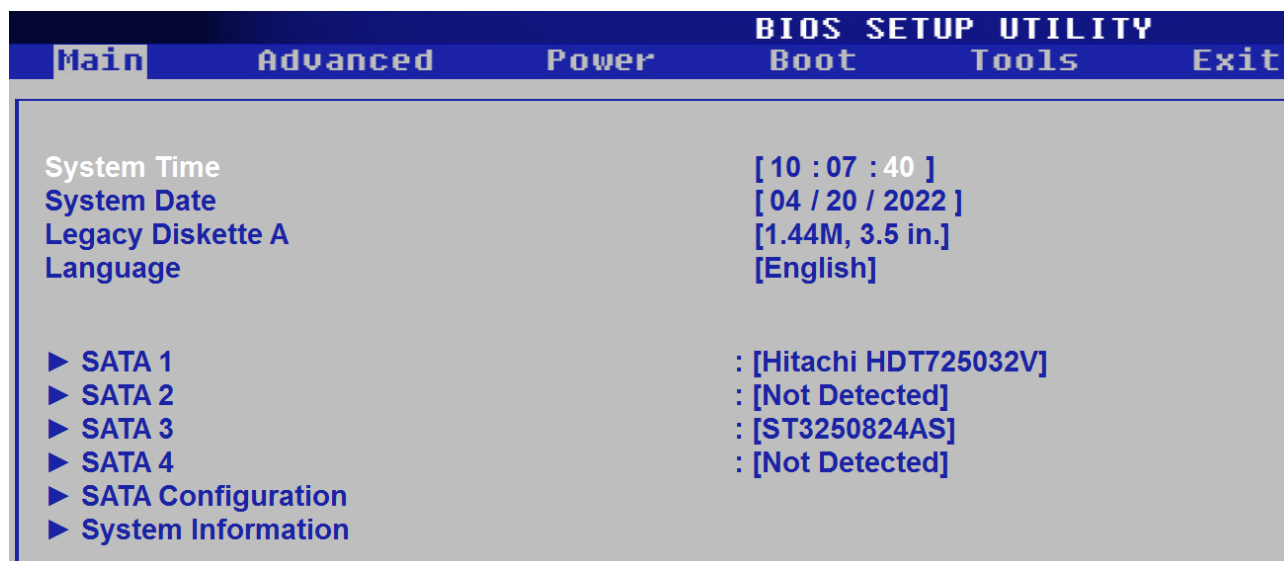 BIOS SETUP UTILITY
Main Advanced Power Boot Tools Exit
System Time [ 10 : 07 : 40 ]
System Date [ 04 / 20 / 2022 ]
Legacy Diskette A [1.44M, 3.5 in.]
Language [English]
► SATA 1 : [Hitachi HDT725032V]
► SATA 2 : [Not Detected]
► SATA 3 : [ST3250824AS]
► SATA 4 : [Not Detected]
► SATA Configuration
► System Information